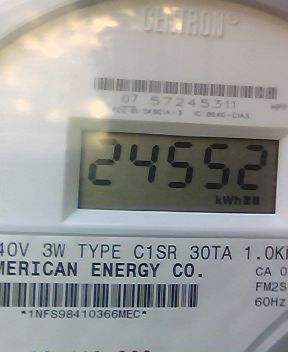 CELLTRON
07 57245311
24552
kWh
40V 3W TYPE C1SR 30TA 1.0K
MERICAN ENERGY CO.
CA 0
FM2S
60Hz
*1NFS98410366MEC*